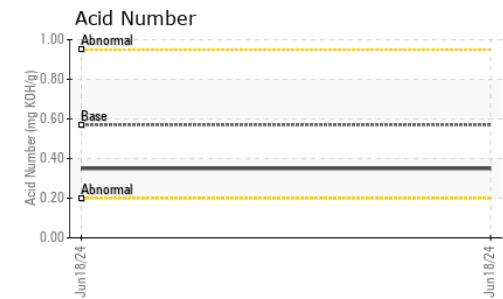 Acid Number
Acid Number (mg KOH/g)
1.00
0.80
0.60
0.40
0.20
0.00
Abnormal
Base
Abnormal
Jun18/24
Jun18/24